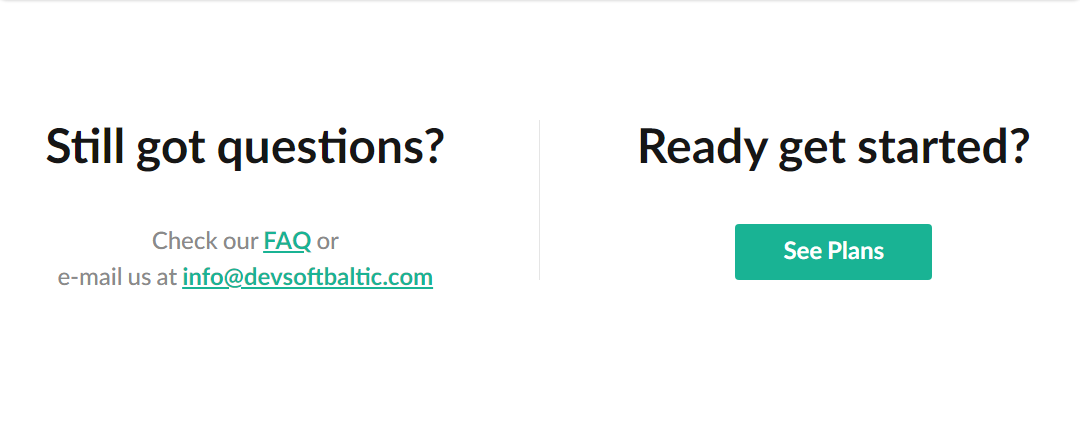 Still got questions?
Check our FAQ or
e-mail us at info@devsoftbaltic.com
Ready get started?
See Plans